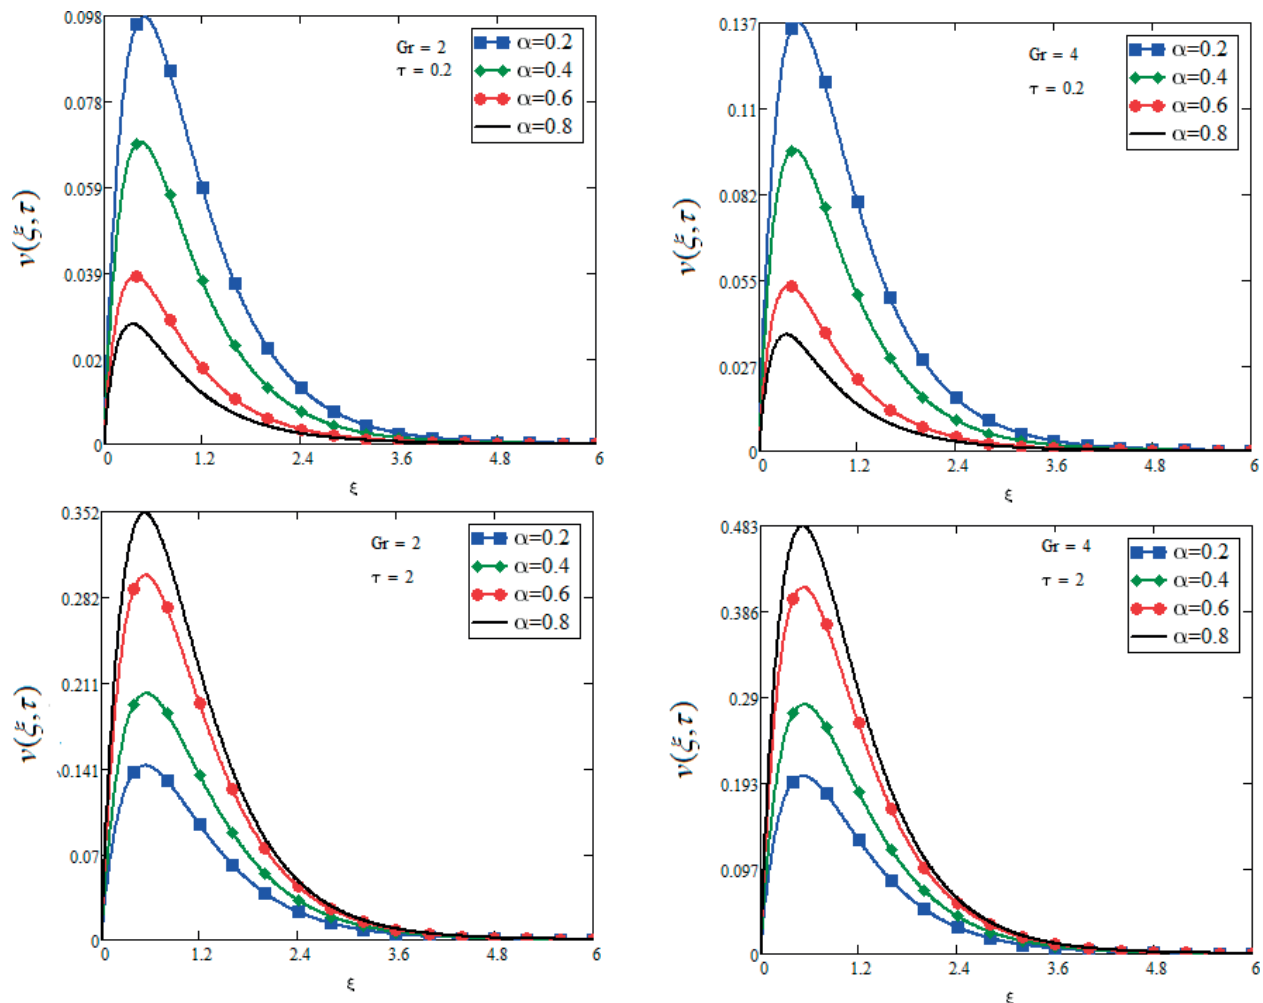 0.098
0.078
0.059
0.039
0.02
0
v(ξ,τ)
Gr = 2
τ = 0.2
α=0.2
α=0.4
α=0.6
α=0.8
0
1.2
2.4
3.6
4.8
6
ξ
0.137
0.11
0.082
0.055
0.027
0
v(ξ,τ)
Gr = 4
τ = 0.2
α=0.2
α=0.4
α=0.6
α=0.8
0
1.2
2.4
3.6
4.8
6
ξ
0.352
0.282
0.211
0.141
0.07
0
v(ξ,τ)
Gr = 2
τ = 2
α=0.2
α=0.4
α=0.6
α=0.8
0
1.2
2.4
3.6
4.8
6
ξ
0.483
0.386
0.29
0.193
0.097
0
v(ξ,τ)
Gr = 4
τ = 2
α=0.2
α=0.4
α=0.6
α=0.8
0
1.2
2.4
3.6
4.8
6
ξ